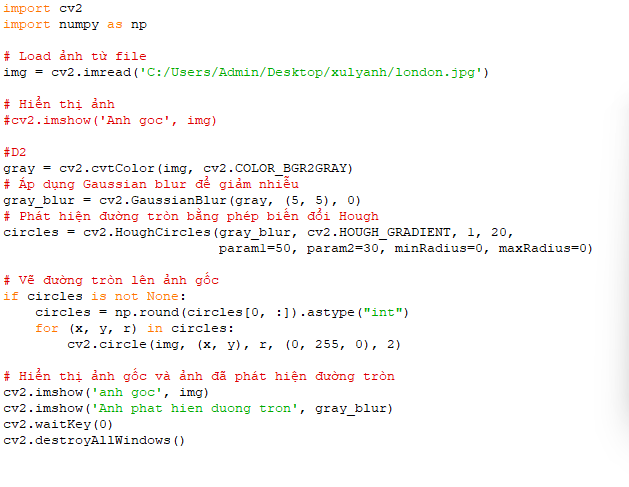 import cv2
import numpy as np

# Load ảnh từ file
img = cv2.imread('C:/Users/Admin/Desktop/xulyanh/london.jpg')

# Hiển thị ảnh
#cv2.imshow('Anh goc', img)

#D2
gray = cv2.cvtColor(img, cv2.COLOR_BGR2GRAY)
# Áp dụng Gaussian blur để giảm nhiễu
gray_blur = cv2.GaussianBlur(gray, (5, 5), 0)
# Phát hiện đường tròn bằng phép biến đổi Hough
circles = cv2.HoughCircles(gray_blur, cv2.HOUGH_GRADIENT, 1, 20,
                           param1=50, param2=30, minRadius=0, maxRadius=0)

# Vẽ đường tròn lên ảnh gốc
if circles is not None:
    circles = np.round(circles[0, :]).astype("int")
    for (x, y, r) in circles:
        cv2.circle(img, (x, y), r, (0, 255, 0), 2)

# Hiển thị ảnh gốc và ảnh đã phát hiện đường tròn
cv2.imshow('anh goc', img)
cv2.imshow('Anh phat hien duong tron', gray_blur)
cv2.waitKey(0)
cv2.destroyAllWindows()